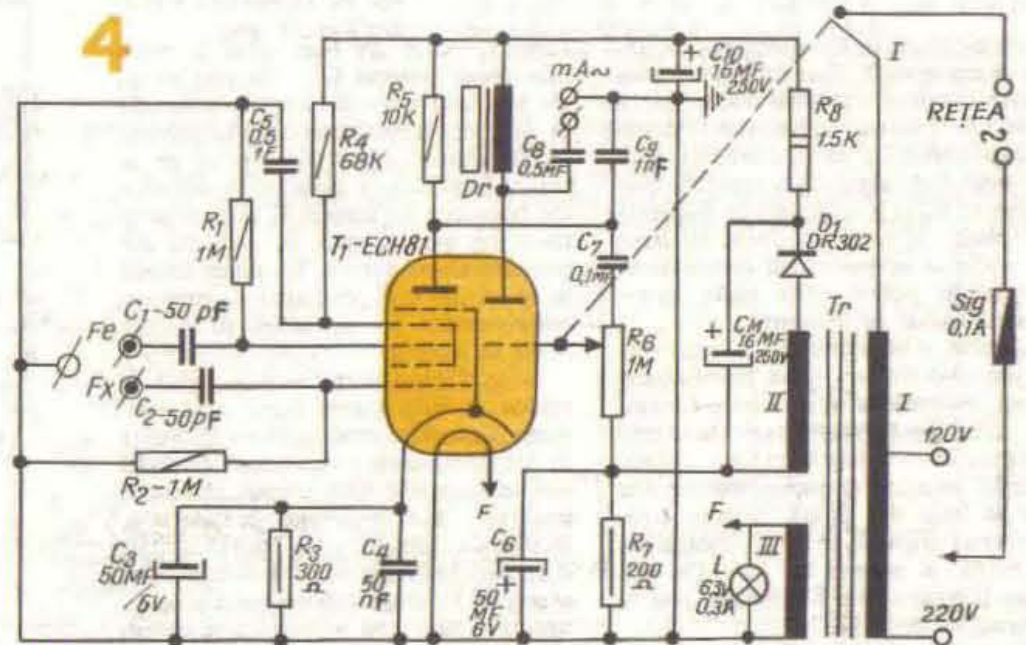 4
C5
0,5
1F
R1
1M
C1-50 pF
Fe
Fx
C2-50pF
R2-1M
C3
50MF
6V
R3
300
Ω
C4
50
nF
R4
68K
R5
10K
Dr
T1-ECH81
F
mA~
C8
0,5MF
C9
1nF
C10
16MF
250V
C7
0,1MF
R6
1M
C6
50
MF
6V
R7
200
Ω
R8
1,5K
D1
DR302
CM
16MF
250V
Tr
II
III
F
L
6,3V
0,3A
I
REȚEA 2
Sig
0,1A
I
120V
220V